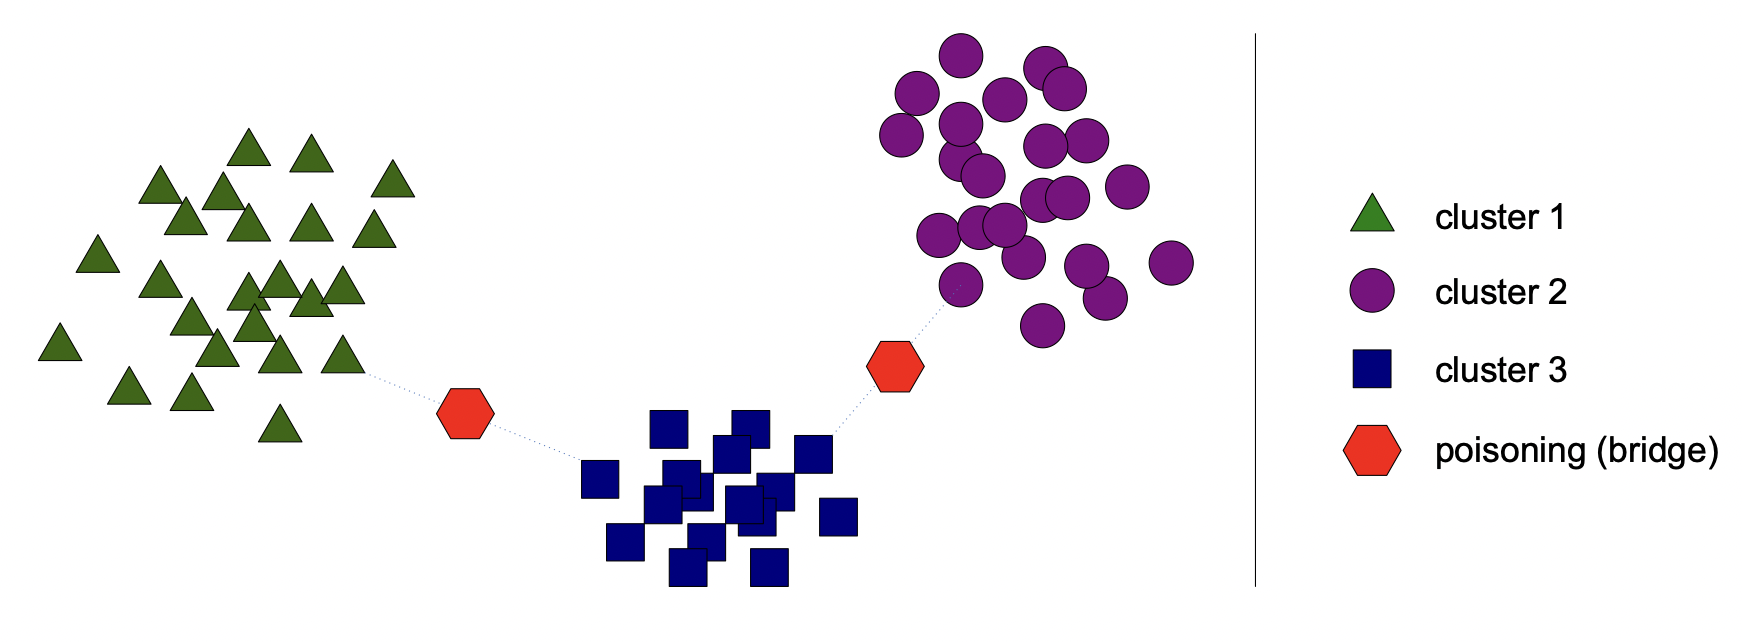 cluster 1
cluster 2
cluster 3
poisoning (bridge)